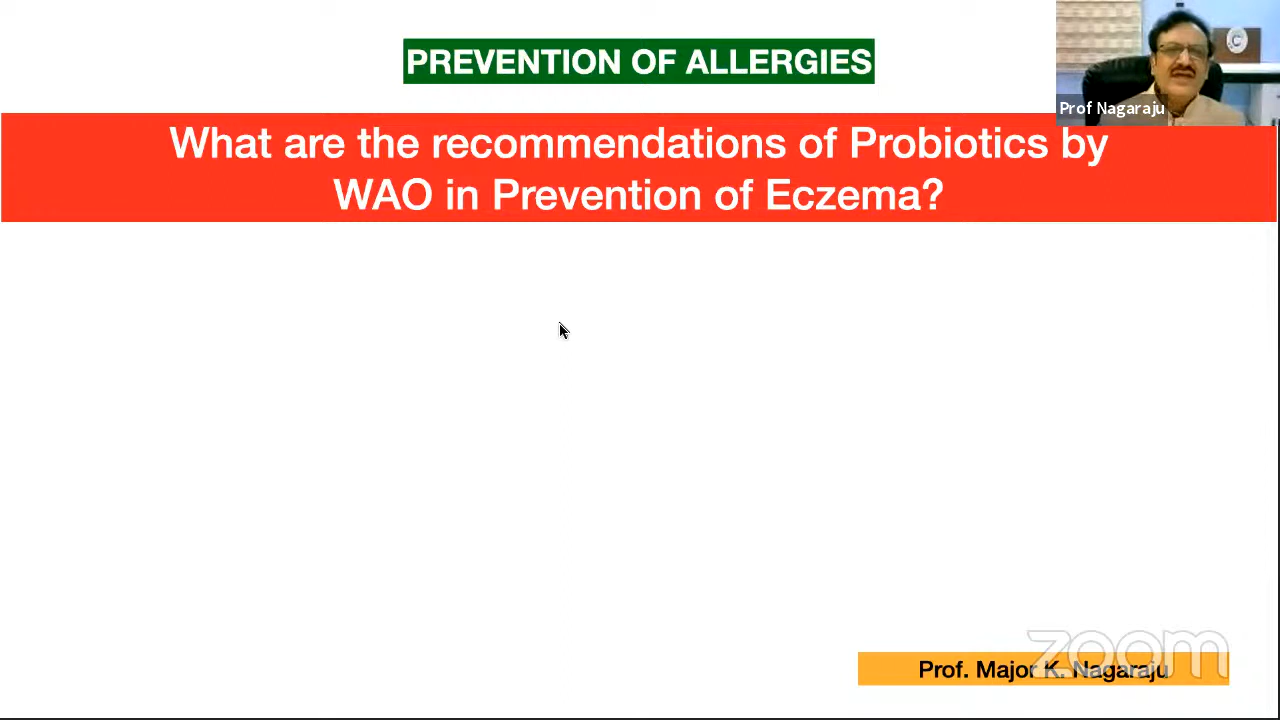 PREVENTION OF ALLERGIES
Prof Nagaraju
What are the recommendations of Probiotics by
WAO in Prevention of Eczema?
zoom
Prof. Major K. Nagaraju